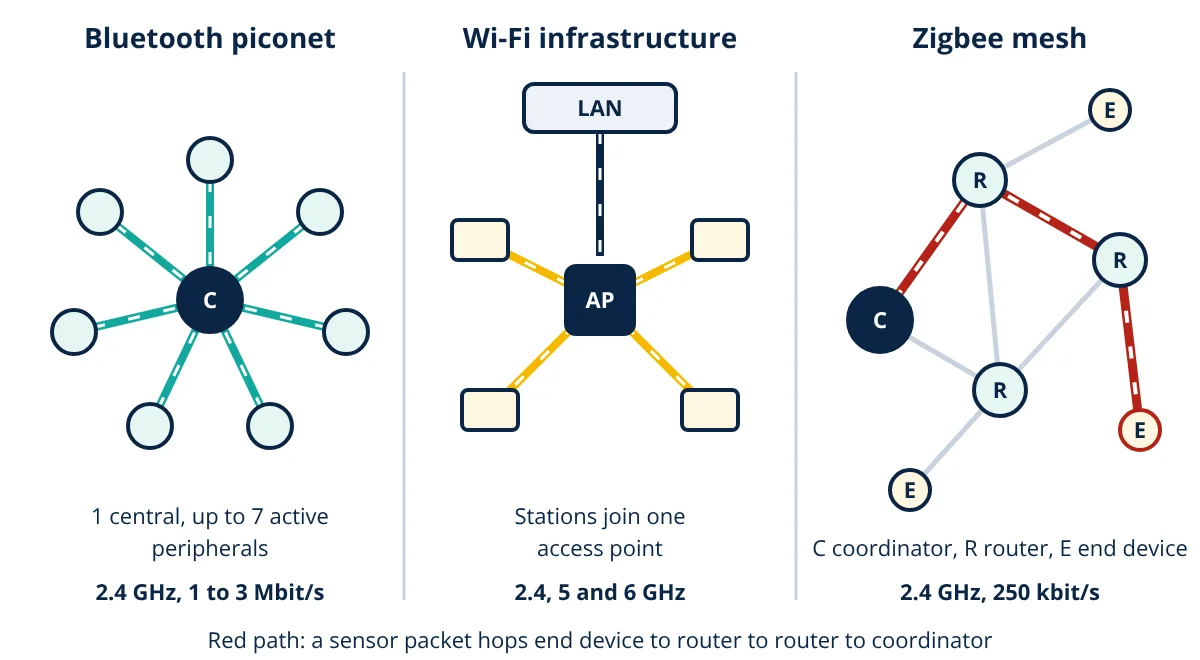 Bluetooth piconet
C
1 central, up to 7 active
peripherals
2.4 GHz, 1 to 3 Mbit/s
Wi-Fi infrastructure
LAN
AP
Stations join one
access point
2.4, 5 and 6 GHz
Zigbee mesh
E
R
R
C
R
E
E
C coordinator, R router, E end device
2.4 GHz, 250 kbit/s
Red path: a sensor packet hops end device to router to router to coordinator